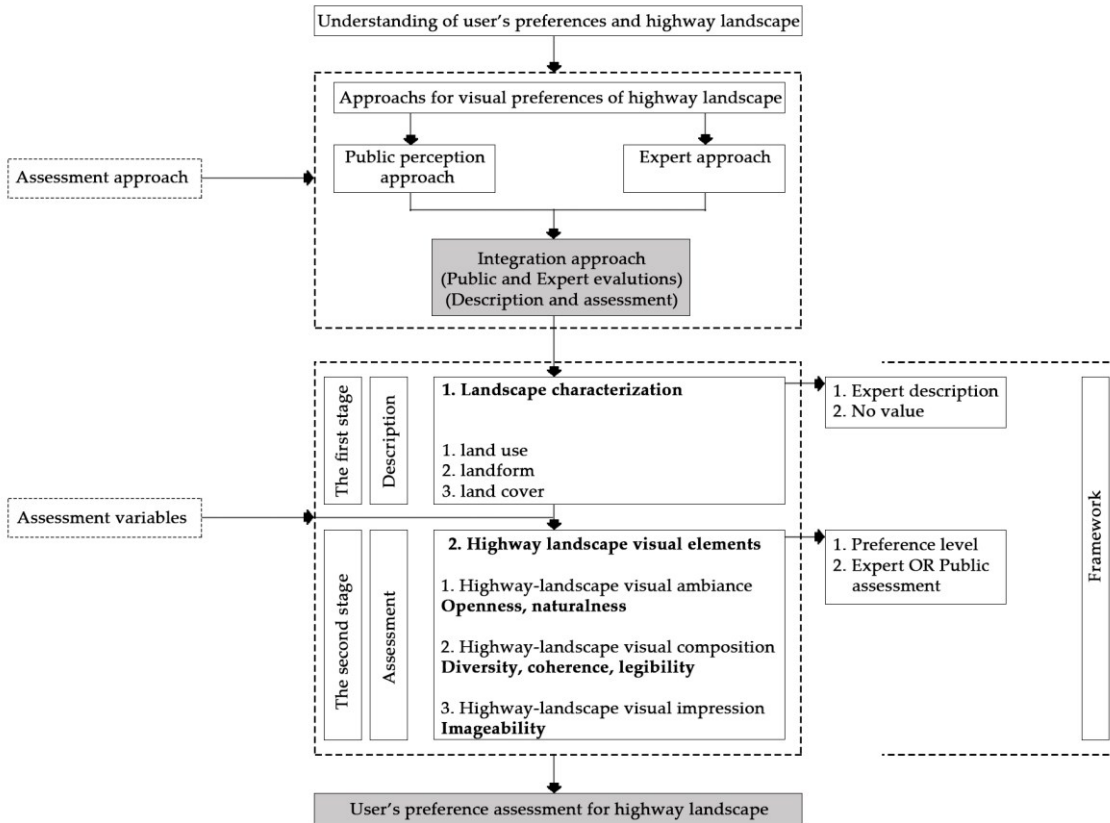 Understanding of user's preferences and highway landscape
Approachs for visual preferences of highway landscape
Public perception
approach
Expert approach
Assessment approach
Integration approach
(Public and Expert evalutions)
(Description and assessment)
The first stage
Description
1. Landscape characterization
1. land use
2. landform
3. land cover
1. Expert description
2. No value
Assessment variables
The second stage
Assessment
2. Highway landscape visual elements
1. Highway-landscape visual ambiance
Openness, naturalness
2. Highway-landscape visual composition
Diversity, coherence, legibility
3. Highway-landscape visual impression
Imageability
1. Preference level
2. Expert OR Public
assessment
Framework
User's preference assessment for highway landscape